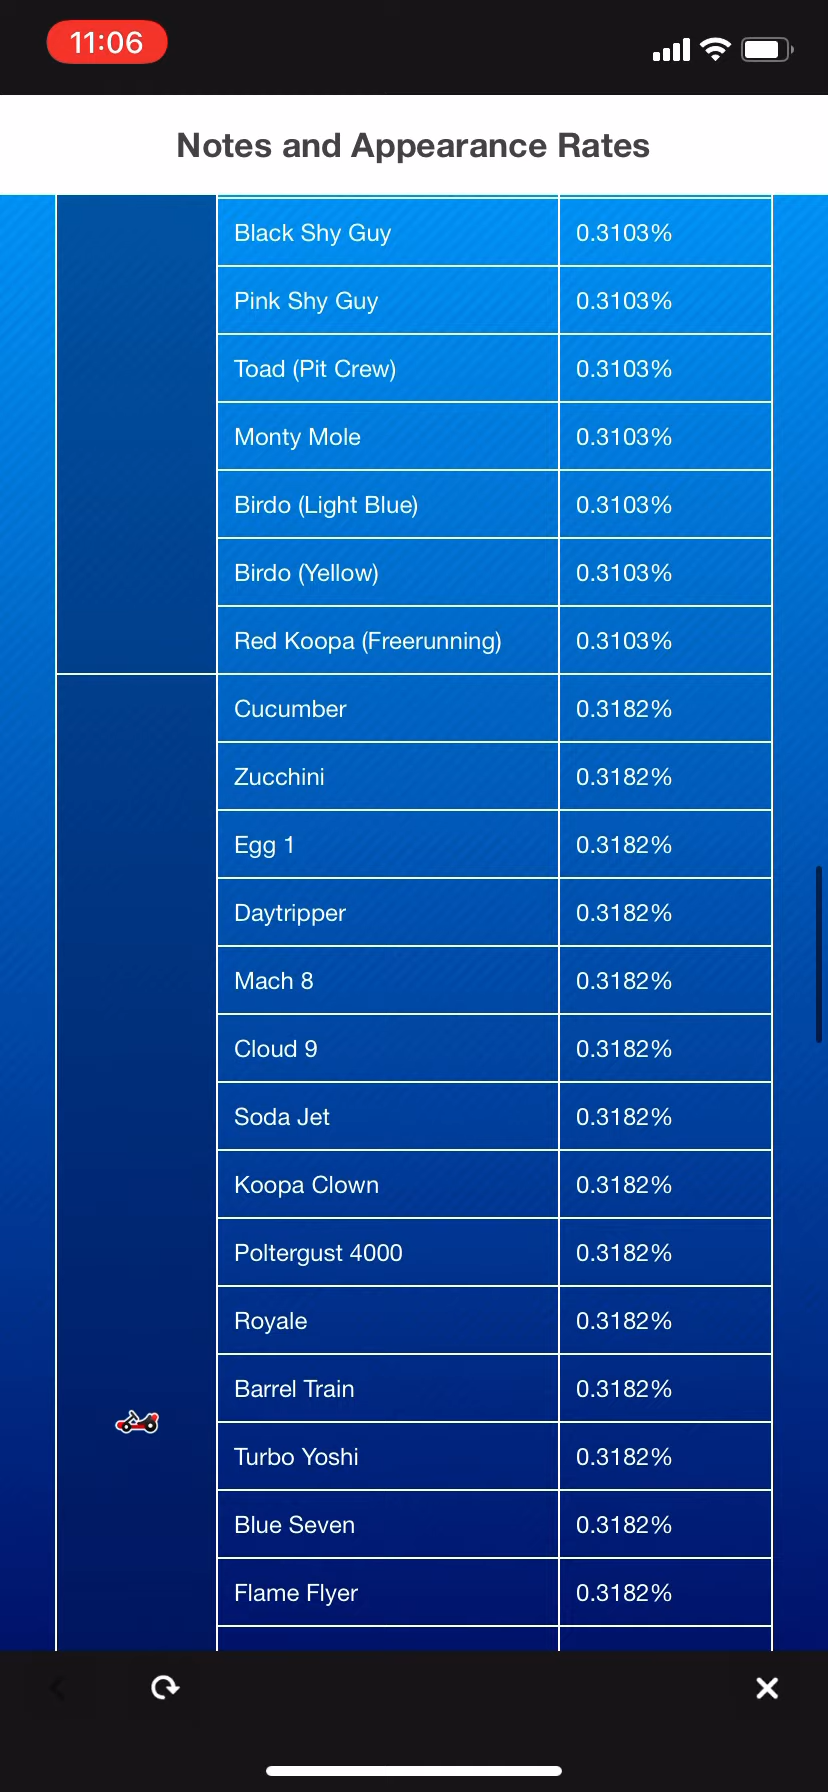 11:06
Notes and Appearance Rates
Black Shy Guy 0.3103%
Pink Shy Guy 0.3103%
Toad (Pit Crew) 0.3103%
Monty Mole 0.3103%
Birdo (Light Blue) 0.3103%
Birdo (Yellow) 0.3103%
Red Koopa (Freerunning) 0.3103%
Cucumber 0.3182%
Zucchini 0.3182%
Egg 1 0.3182%
Daytripper 0.3182%
Mach 8 0.3182%
Cloud 9 0.3182%
Soda Jet 0.3182%
Koopa Clown 0.3182%
Poltergust 4000 0.3182%
Royale 0.3182%
Barrel Train 0.3182%
Turbo Yoshi 0.3182%
Blue Seven 0.3182%
Flame Flyer 0.3182%